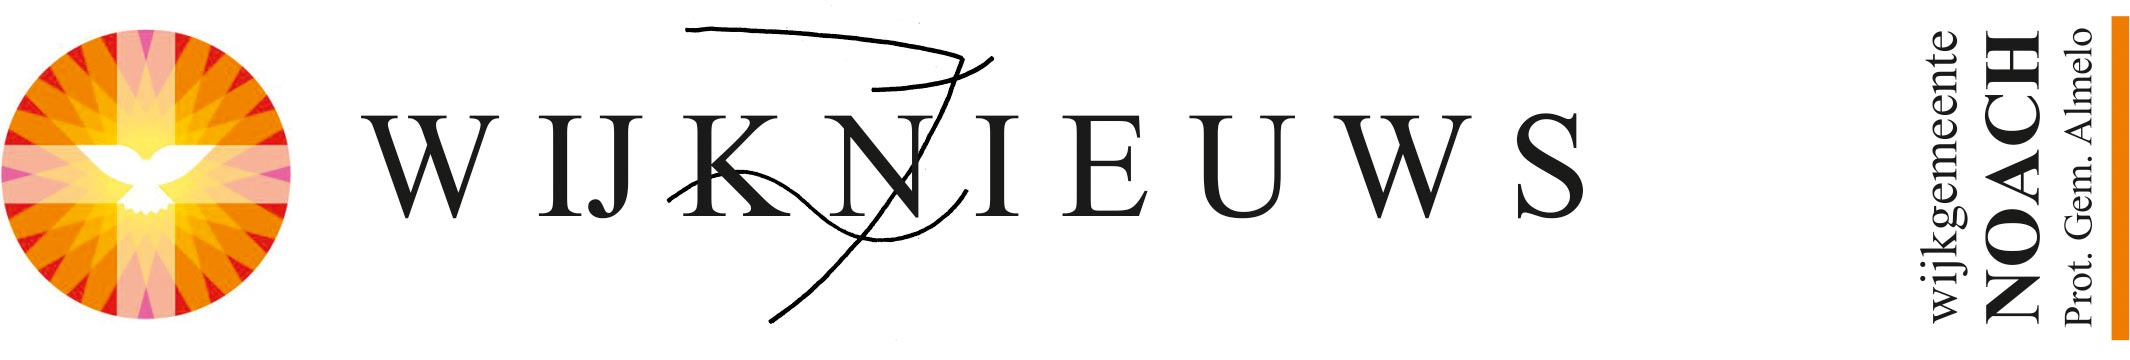 WIJKNIEUWS
wijkgemeente
NOACH
Prot. Gem. Almelo